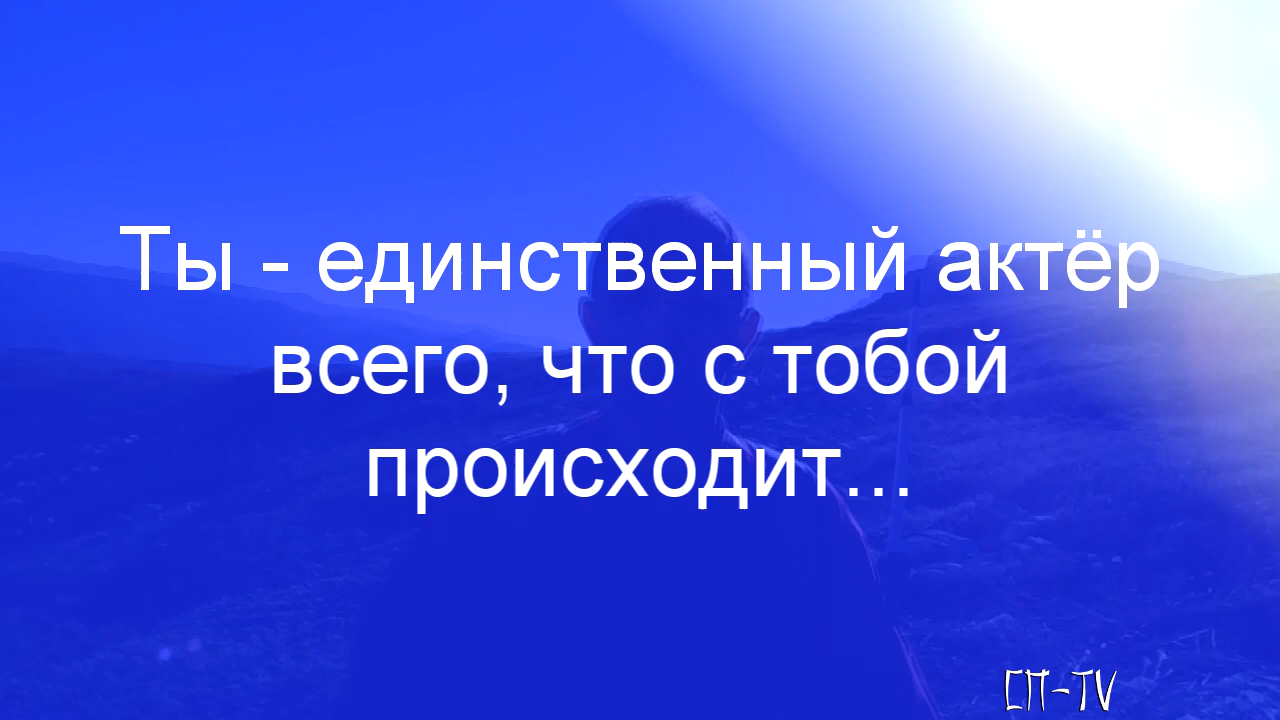 Ты - единственный актёр
всего, что с тобой
происходит...
СП-TV